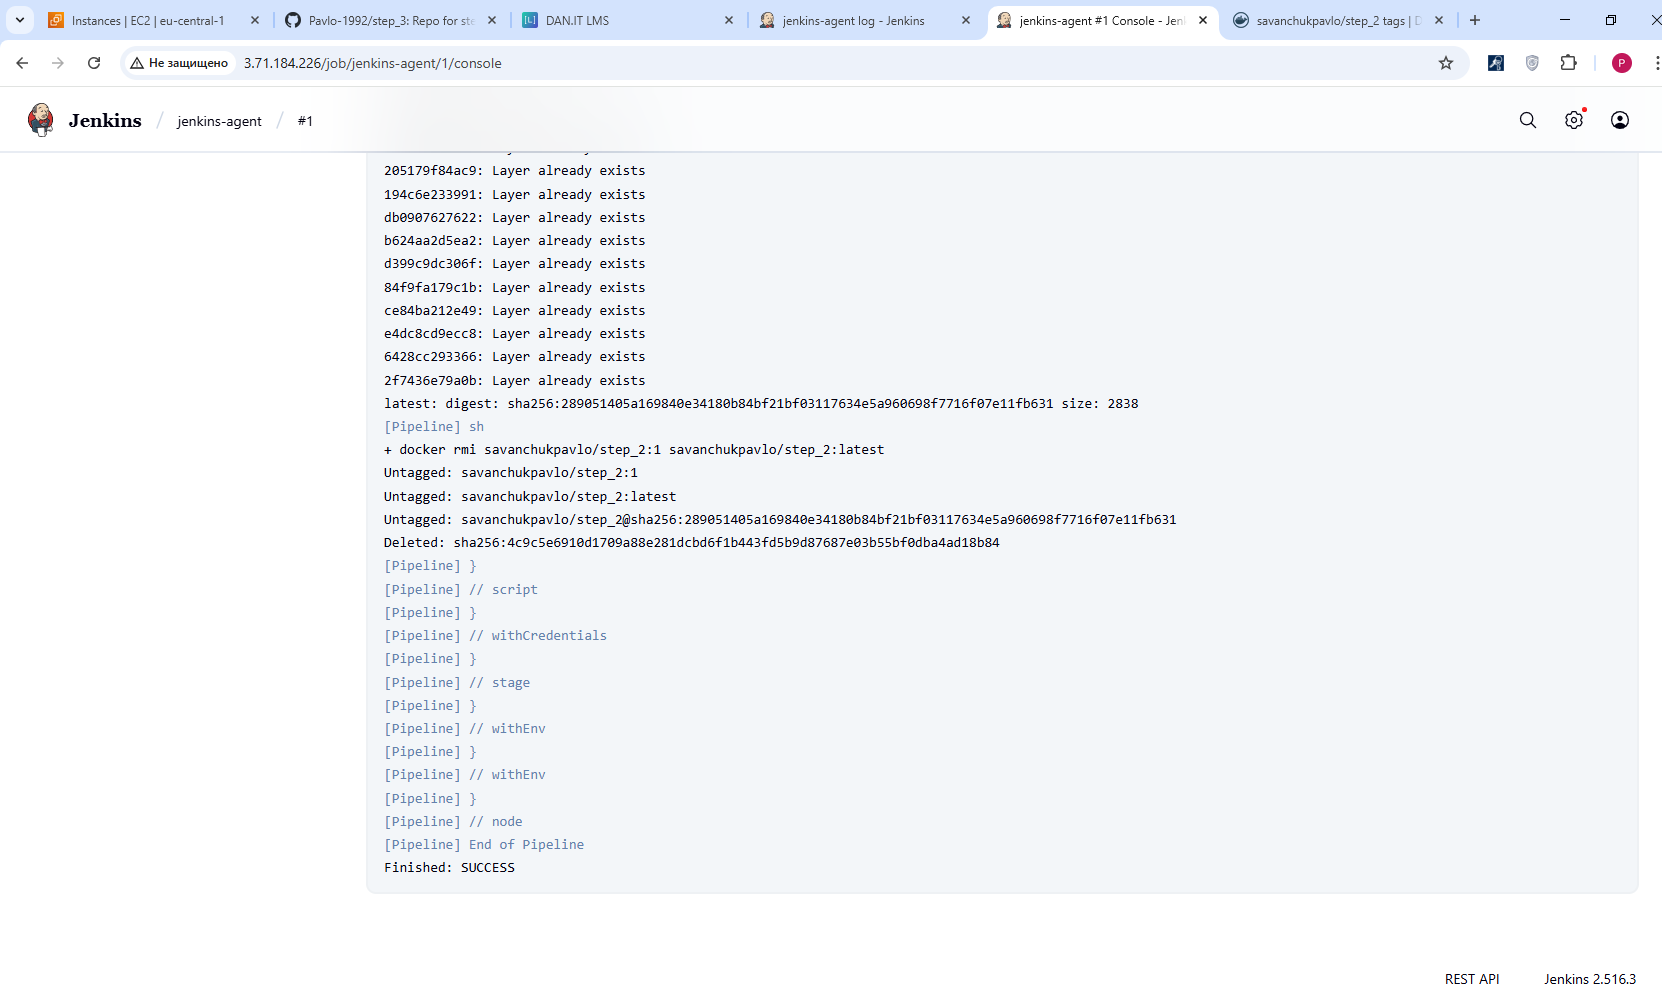 Instances | EC2 | eu-central-1
Pavlo-1992/step_3: Repo for ste
DAN.IT LMS
jenkins-agent log - Jenkins
jenkins-agent #1 Console - Jen
savanchukpavlo/step_2 tags | D
Не защищено
3.71.184.226/job/jenkins-agent/1/console
P
Jenkins / jenkins-agent / #1
205179f84ac9: Layer already exists
194c6e233991: Layer already exists
db0907627622: Layer already exists
b624aa2d5ea2: Layer already exists
d399c9dc306f: Layer already exists
84f9fa179c1b: Layer already exists
ce84ba212e49: Layer already exists
e4dc8cd9ecc8: Layer already exists
6428cc293366: Layer already exists
2f7436e79a0b: Layer already exists
latest: digest: sha256:289051405a169840e34180b84bf21bf03117634e5a960698f7716f07e11fb631 size: 2838
[Pipeline] sh
+ docker rmi savanchukpavlo/step_2:1 savanchukpavlo/step_2:latest
Untagged: savanchukpavlo/step_2:1
Untagged: savanchukpavlo/step_2:latest
Untagged: savanchukpavlo/step_2@sha256:289051405a169840e34180b84bf21bf03117634e5a960698f7716f07e11fb631
Deleted: sha256:4c9c5e6910d1709a88e281dcbd6f1b443fd5b9d87687e03b55bf0dba4ad18b84
[Pipeline] }
[Pipeline] // script
[Pipeline] }
[Pipeline] // withCredentials
[Pipeline] }
[Pipeline] // stage
[Pipeline] }
[Pipeline] // withEnv
[Pipeline] }
[Pipeline] // withEnv
[Pipeline] }
[Pipeline] // node
[Pipeline] End of Pipeline
Finished: SUCCESS
REST API
Jenkins 2.516.3